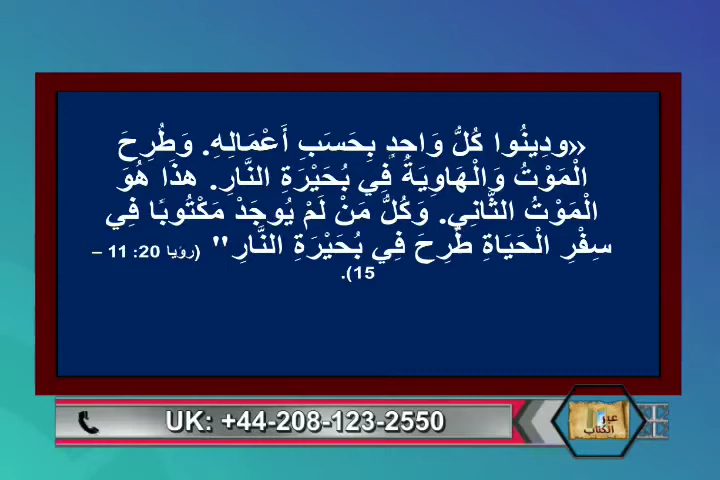 «ودِينُوا كُلُّ وَاحِدٍ بِحَسَبِ أَعْمَالِهِ. وَطُرِحَ
الْمَوْتُ وَالْهَاوِيَةُ فِي بُحَيْرَةِ النَّارِ. هذَا هُوَ
الْمَوْتُ الثَّانِي. وَكُلُّ مَنْ لَمْ يُوجَدْ مَكْتُوبًا فِي
سِفْرِ الْحَيَاةِ طُرِحَ فِي بُحَيْرَةِ النَّارِ" (رؤيا 20: 11 –
15).
UK: +44-208-123-2550
الكتاب